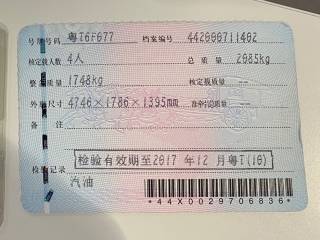 号牌号码 粤T6F677 档案编号 442000711402
核定载人数 4人 总质量 2085kg
整备质量 1748kg 核定载质量 --
外廓尺寸 4746×1786×1395mm 准牵引总质量 --
备注
检验有效期至2017年12月粤T(10)
检验记录
汽油
*44X0029706836*